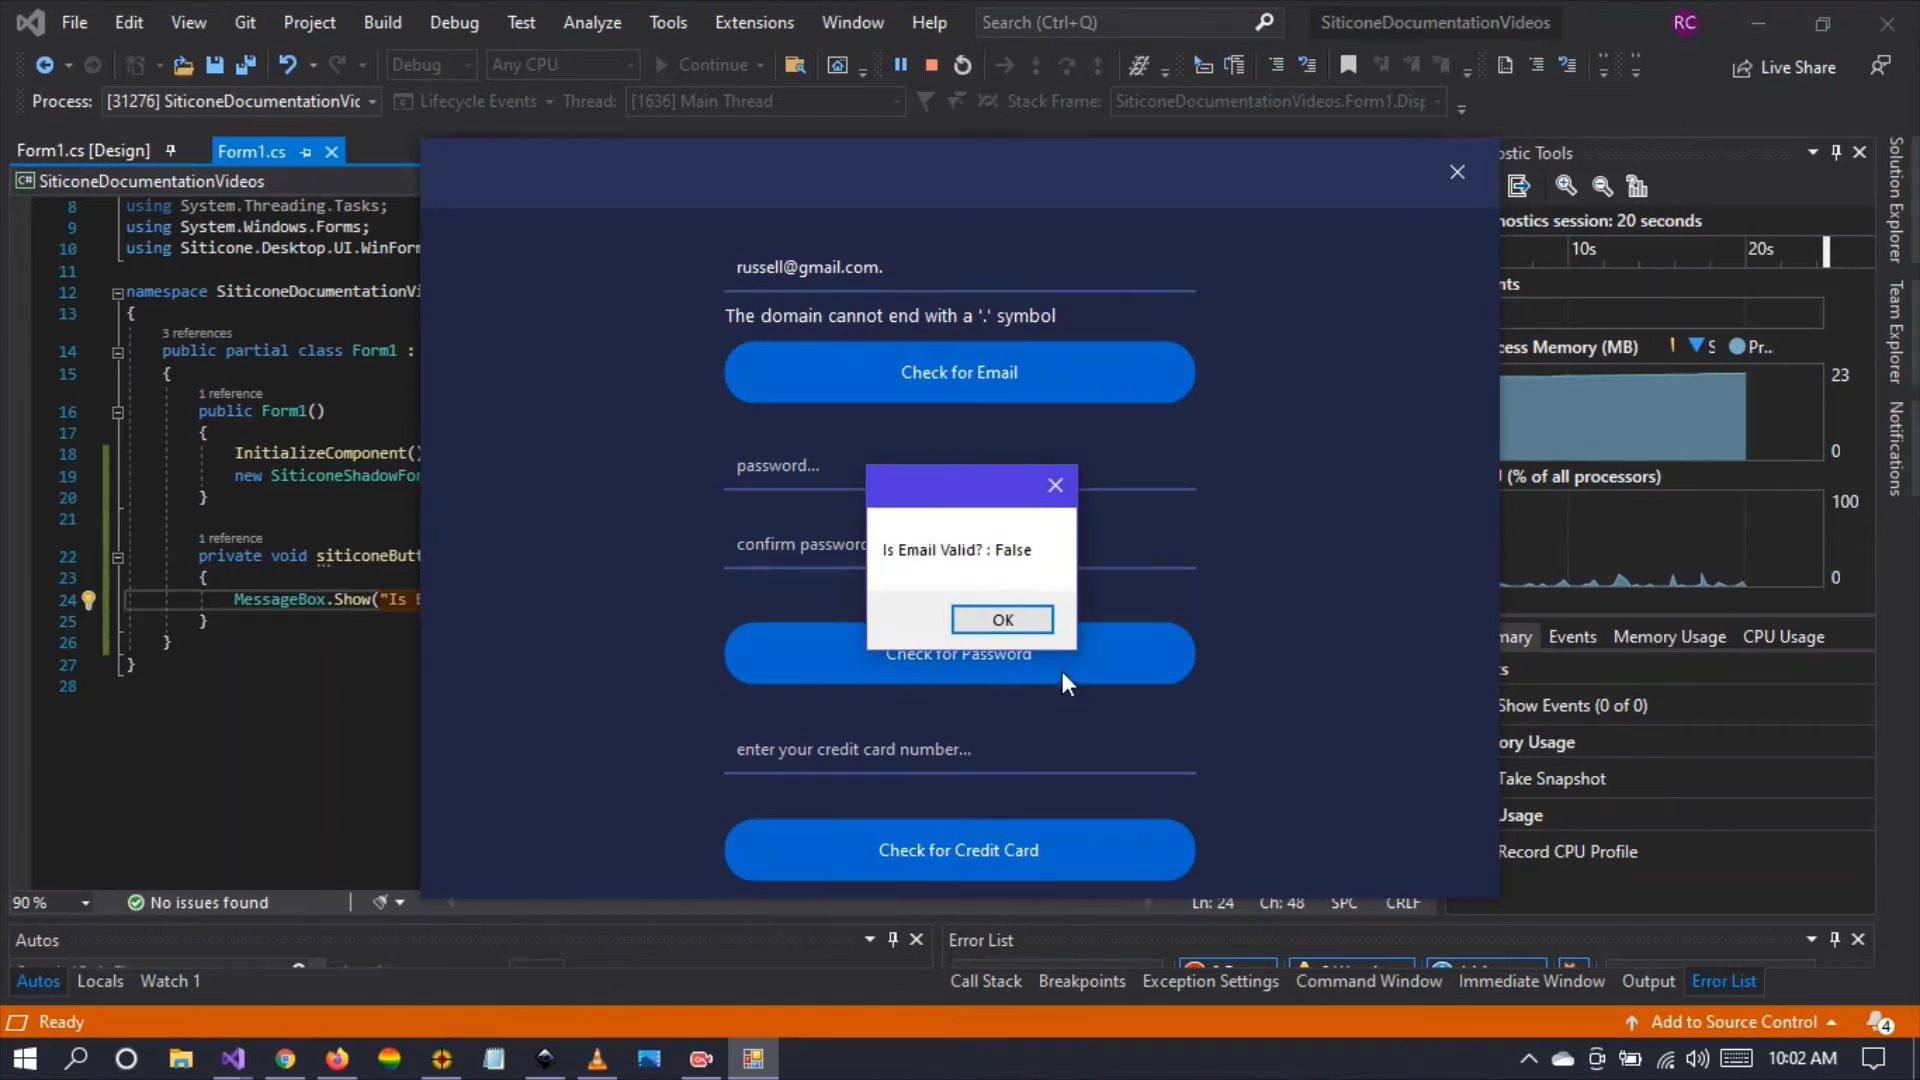 File Edit View Git Project Build Debug Test Analyze Tools Extensions Window Help Search (Ctrl+Q) SiticoneDocumentationVideos RC
Debug Any CPU Continue Live Share
Process: [31276] SiticoneDocumentationVic Lifecycle Events Thread: [1636] Main Thread Stack Frame: SiticoneDocumentationVideos.Form1.Disp
Form1.cs [Design] Form1.cs
C# SiticoneDocumentationVideos
8 using System.Threading.Tasks;
9 using System.Windows.Forms;
10 using Siticone.Desktop.UI.WinForm
11
12 namespace SiticoneDocumentationVi
13 {
3 references
14 public partial class Form1 :
15 {
1 reference
16 public Form1()
17 {
18 InitializeComponent()
19 new SiticoneShadowFor
20 }
21
1 reference
22 private void siticoneButt
23 {
24 MessageBox.Show("Is E
25 }
26 }
27 }
28
russell@gmail.com.
The domain cannot end with a '.' symbol
Check for Email
password...
confirm password
Is Email Valid? : False
OK
Check for Password
enter your credit card number...
Check for Credit Card
ostic Tools
nostics session: 20 seconds
10s 20s
nts
cess Memory (MB) S Pr...
23
0
(% of all processors)
100
0
mary Events Memory Usage CPU Usage
ts
Show Events (0 of 0)
ory Usage
Take Snapshot
Usage
Record CPU Profile
Solution Explorer
Team Explorer
Notifications
90 % No issues found Ln: 24 Ch: 48 SPC CRLF
Autos
Error List
Autos Locals Watch 1
Call Stack Breakpoints Exception Settings Command Window Immediate Window Output Error List
Ready
Add to Source Control 4
10:02 AM